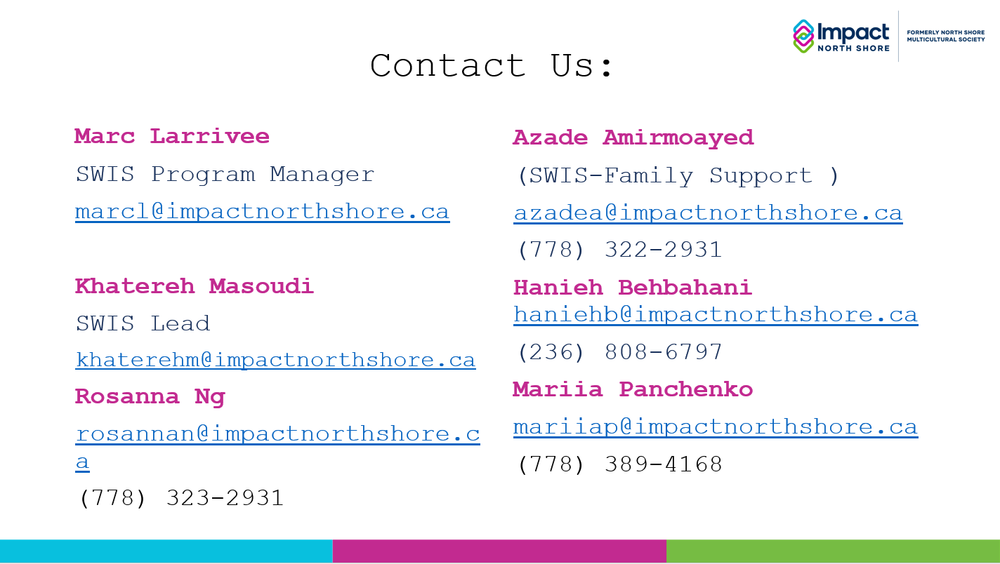 Impact
NORTH SHORE
FORMERLY NORTH SHORE
MULTICULTURAL SOCIETY
Contact Us:
Marc Larrivee
SWIS Program Manager
marcl@impactnorthshore.ca
Khatereh Masoudi
SWIS Lead
khaterehm@impactnorthshore.ca
Rosanna Ng
rosannan@impactnorthshore.c
a
(778) 323-2931
Azade Amirmoayed
(SWIS-Family Support )
azadea@impactnorthshore.ca
(778) 322-2931
Hanieh Behbahani
haniehb@impactnorthshore.ca
(236) 808-6797
Mariia Panchenko
mariiap@impactnorthshore.ca
(778) 389-4168